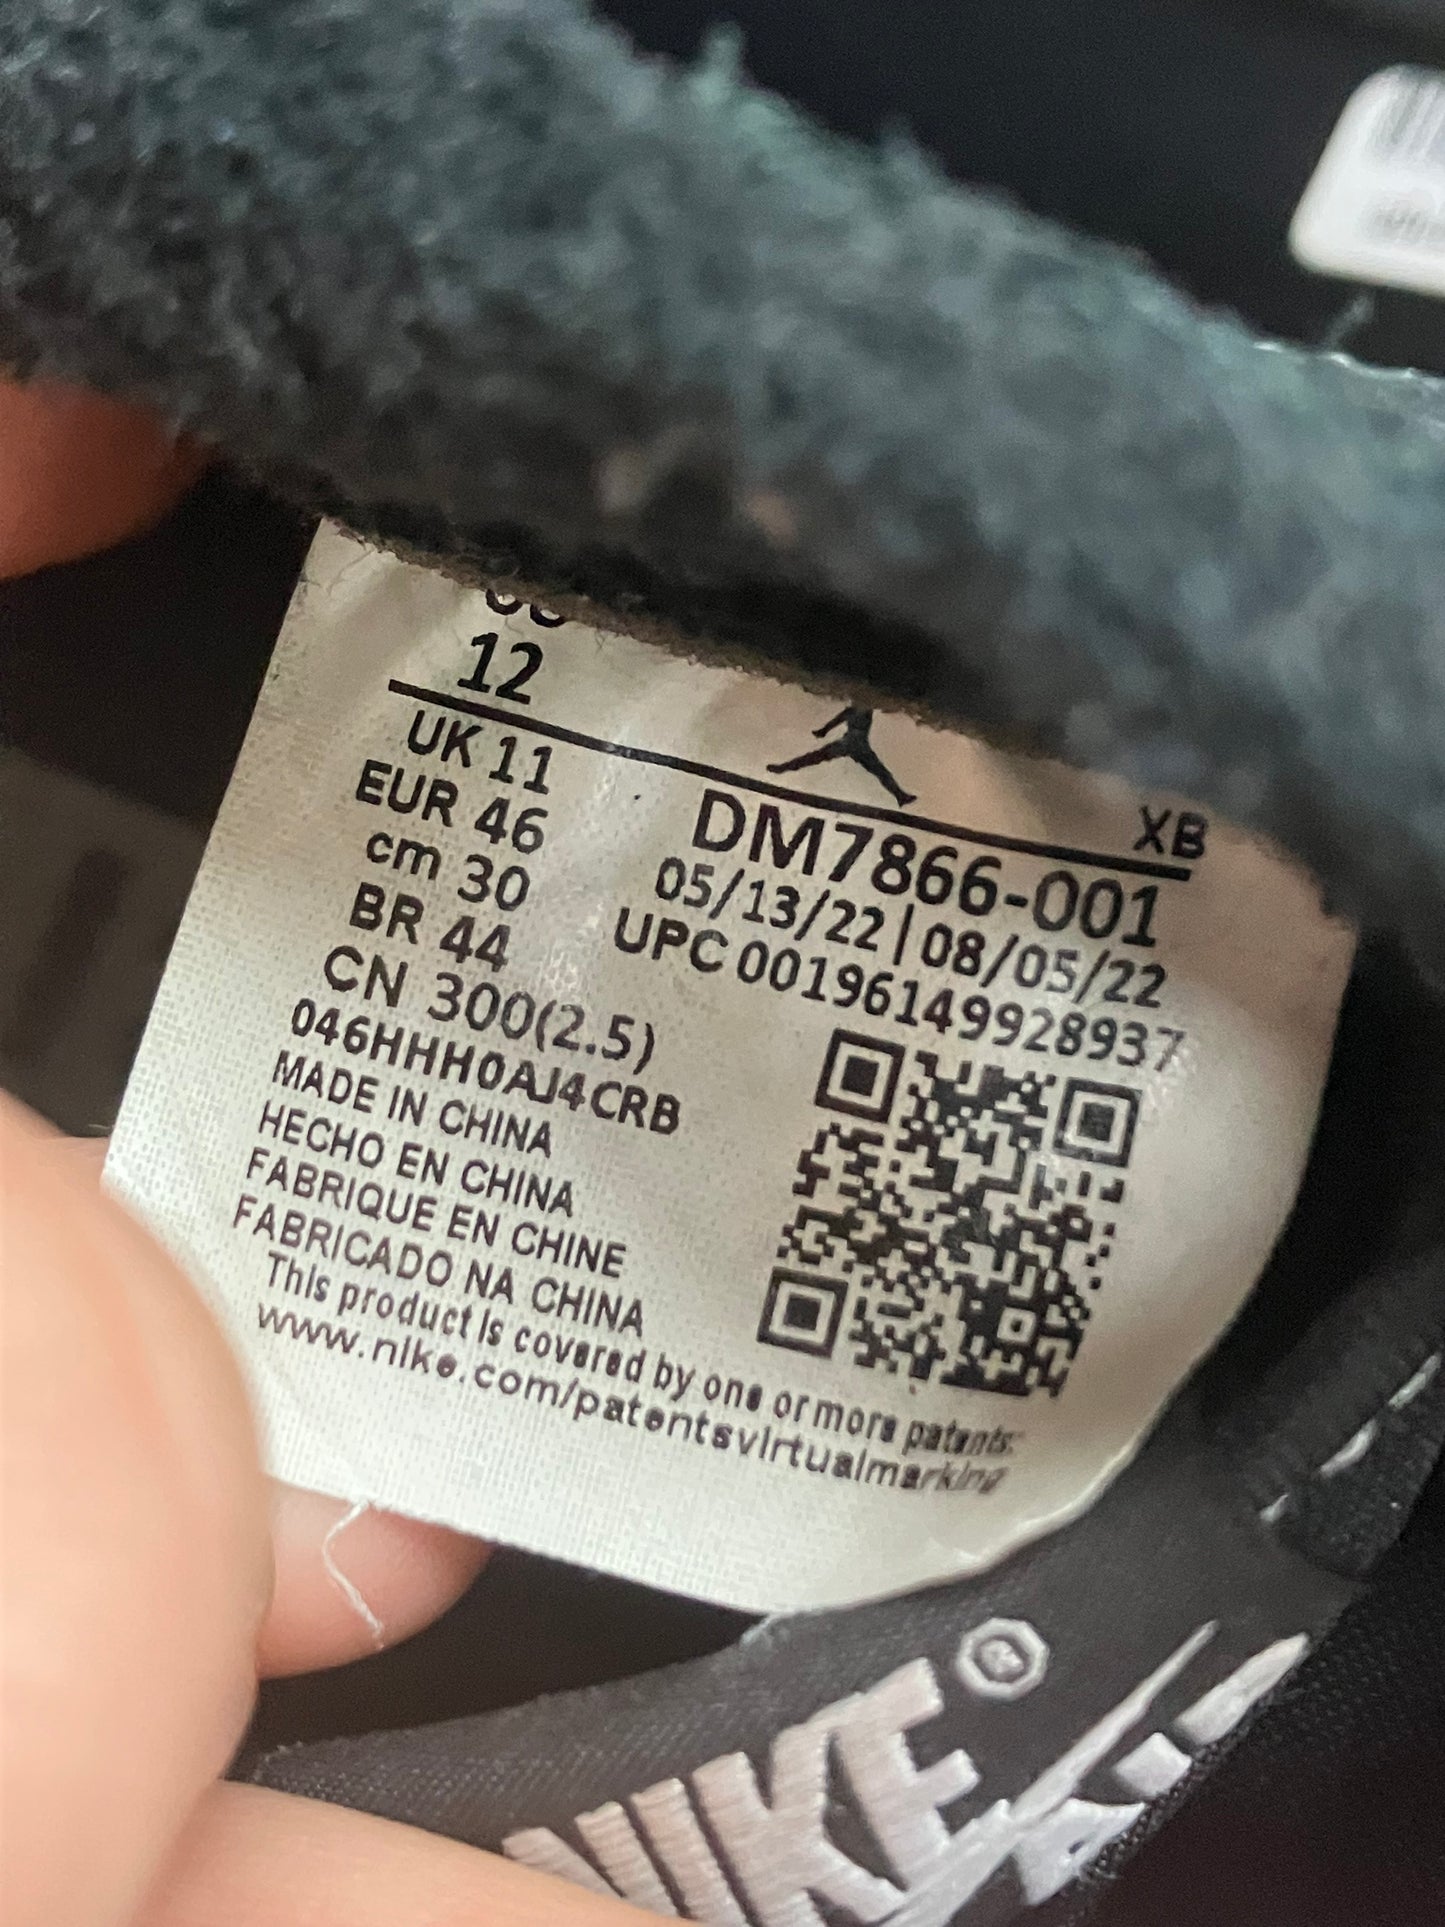 12
UK 11
EUR 46
cm 30
BR 44
CN 300(2.5)
046HHH0AJ4CRB
MADE IN CHINA
HECHO EN CHINA
FABRIQUE EN CHINE
FABRICADO NA CHINA
This product is covered by one or more patents:
www.nike.com/patentsvirtualmarking
XB
DM7866-001
05/13/22|08/05/22
UPC 00196149928937
NIKE®